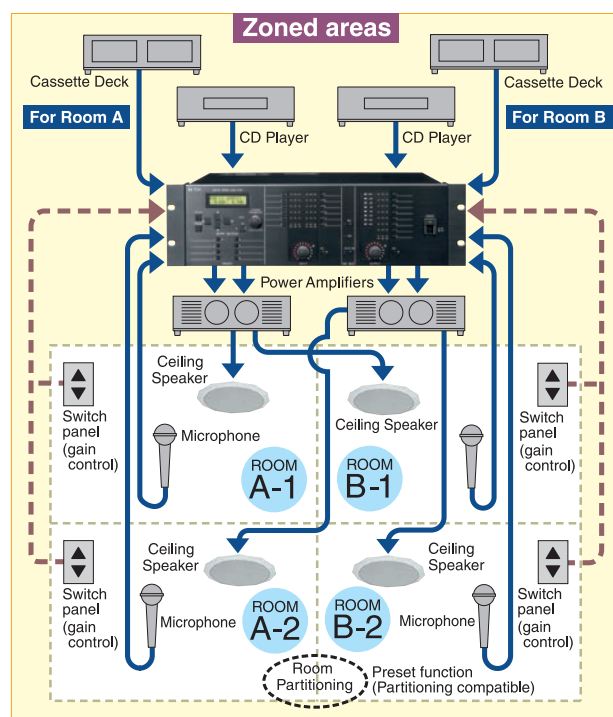 Zoned areas
Cassette Deck
Cassette Deck
For Room A
CD Player
CD Player
For Room B
Power Amplifiers
Ceiling
Speaker
Switch
panel
(gain
control)
Microphone
Ceiling Speaker
Switch
panel
(gain
control)
ROOM
A-1
ROOM
B-1
Ceiling
Speaker
Ceiling
Speaker
Switch
panel
(gain
control)
Microphone
ROOM
A-2
ROOM
B-2
Microphone
Switch
panel
(gain
control)
Room
Partitioning
Preset function
(Partitioning compatible)